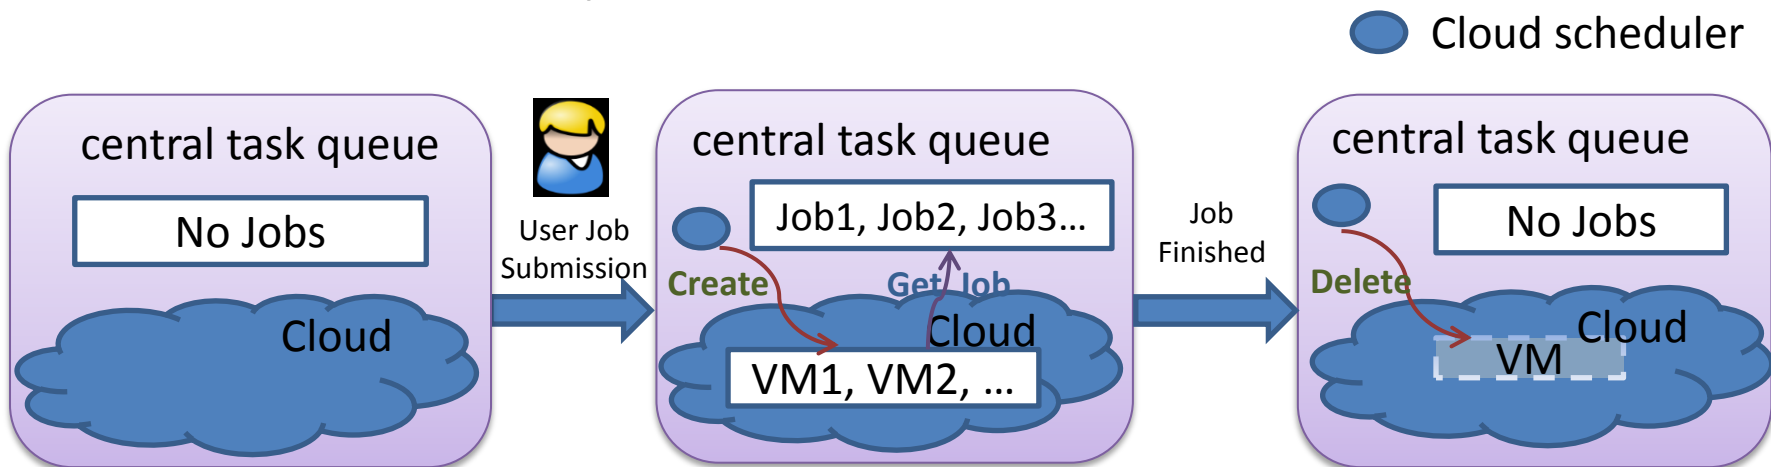 Cloud scheduler
central task queue
No Jobs
Cloud
User Job
Submission
central task queue
Job1, Job2, Job3...
Create
Get Job
Cloud
VM1, VM2, ...
Job
Finished
central task queue
No Jobs
Delete
Cloud
VM